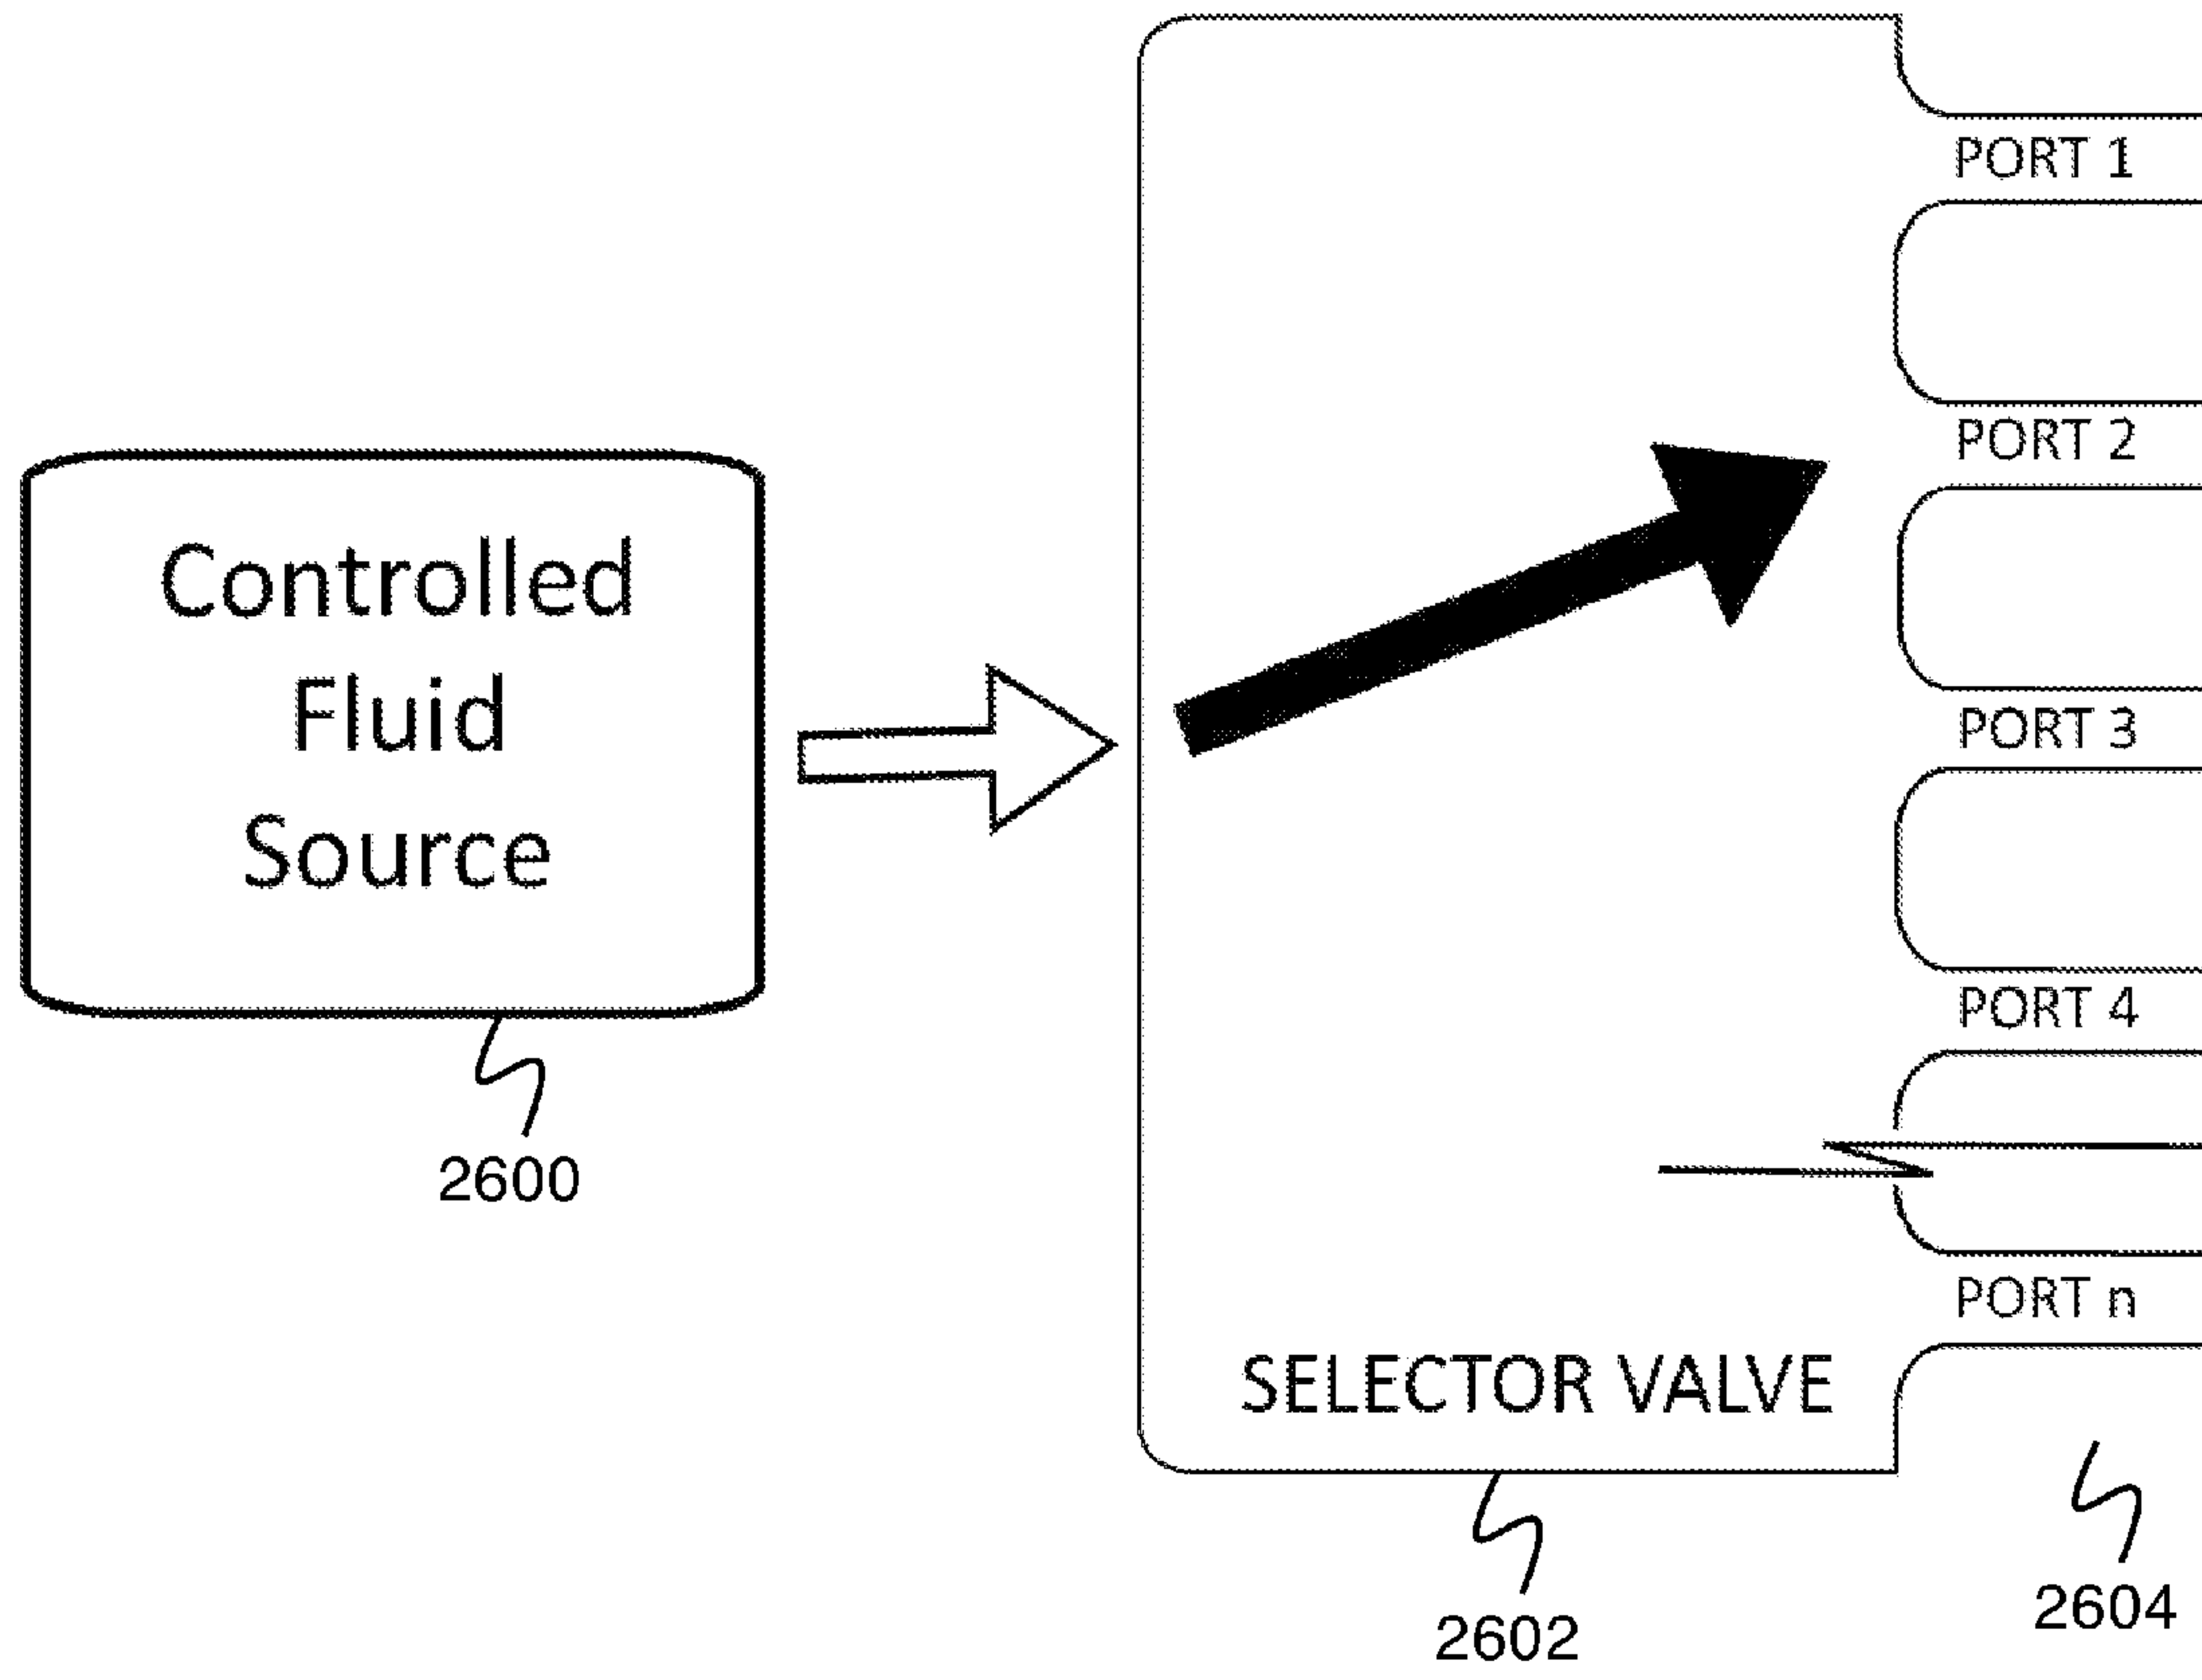 Controlled
Fluid
Source
2600
PORT 1
PORT 2
PORT 3
PORT 4
PORT n
SELECTOR VALVE
2602
2604